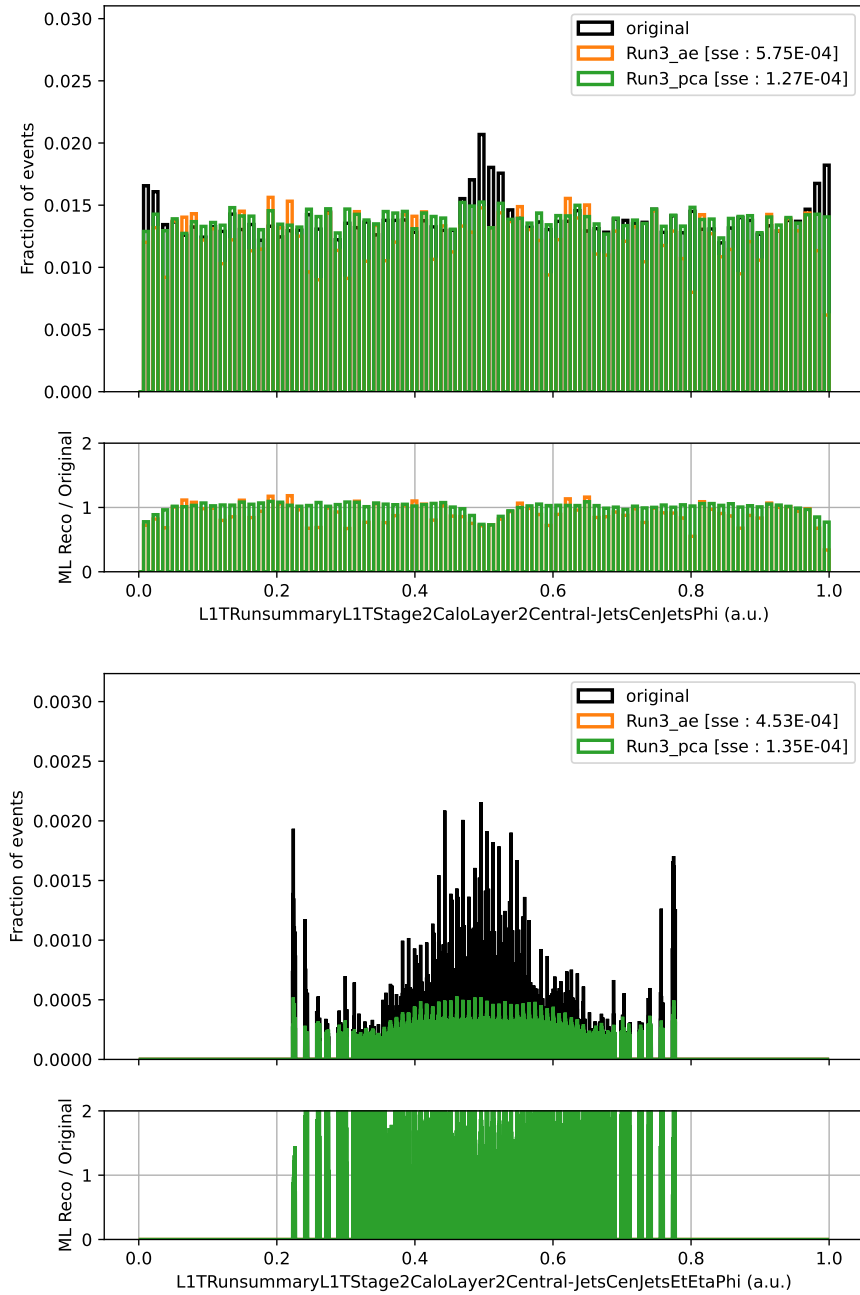 0.030
0.025
0.020
0.015
0.010
0.005
0.000
Fraction of events
original
Run3_ae [sse : 5.75E-04]
Run3_pca [sse : 1.27E-04]
2
1
0
ML Reco / Original
0.0 0.2 0.4 0.6 0.8 1.0
L1TRunsummaryL1TStage2CaloLayer2Central-JetsCenJetsPhi (a.u.)
0.0030
0.0025
0.0020
0.0015
0.0010
0.0005
0.0000
Fraction of events
original
Run3_ae [sse : 4.53E-04]
Run3_pca [sse : 1.35E-04]
2
1
0
ML Reco / Original
0.0 0.2 0.4 0.6 0.8 1.0
L1TRunsummaryL1TStage2CaloLayer2Central-JetsCenJetsEtEtaPhi (a.u.)